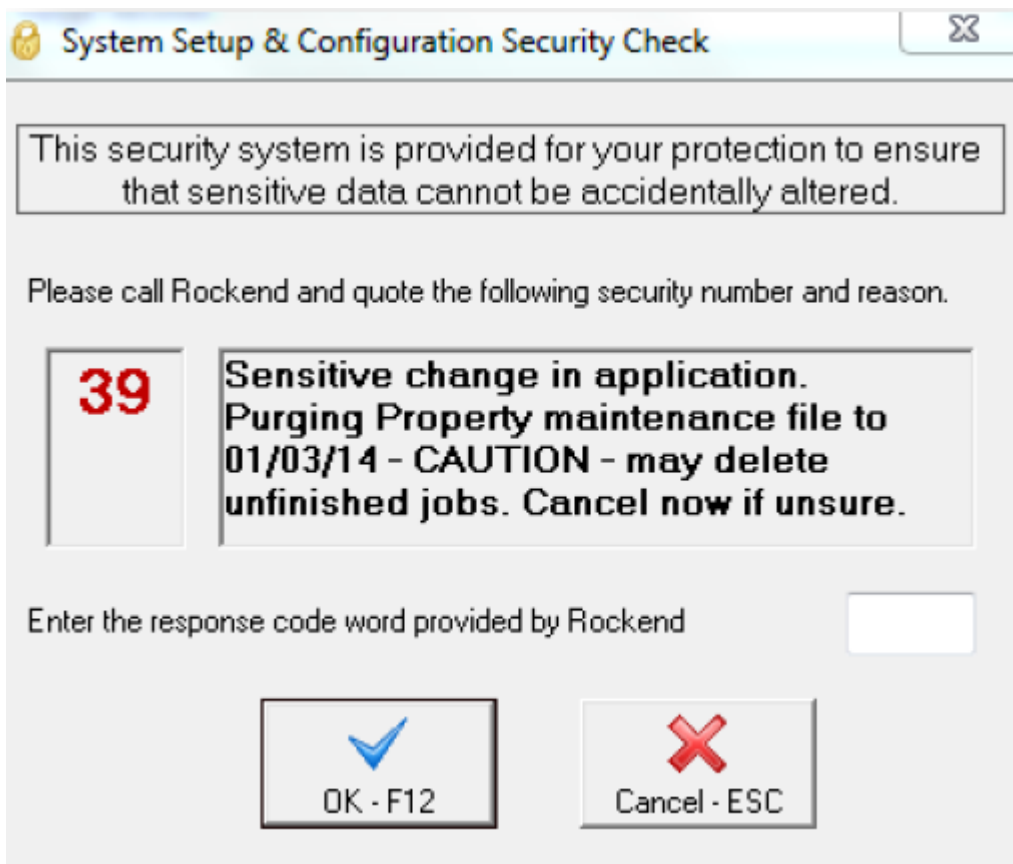 System Setup & Configuration Security Check
This security system is provided for your protection to ensure
that sensitive data cannot be accidentally altered.
Please call Rockend and quote the following security number and reason.
39
Sensitive change in application.
Purging Property maintenance file to
01/03/14 - CAUTION - may delete
unfinished jobs. Cancel now if unsure.
Enter the response code word provided by Rockend
OK - F12
Cancel - ESC